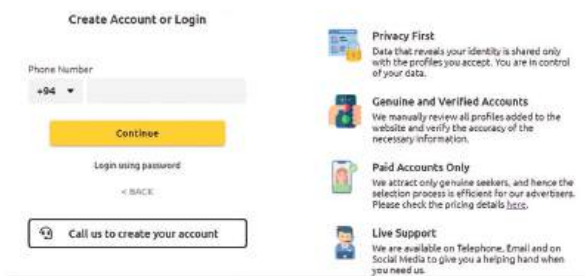 Create Account or Login
Phone Number
+94
Continue
Login using password
< BACK
Call us to create your account
Privacy First
Data that reveals your identity is shared only
with the profiles you accept. You are in control
of your data.
Genuine and Verified Accounts
We manually review all profiles added to the
website and verify the accuracy of the
necessary information.
Paid Accounts Only
We attract only genuine seekers, and hence the
selection process is efficient for our advertisers.
Please check the pricing details here.
Live Support
We are available on Telephone, Email and on
Social Media to give you a helping hand when
you need us.